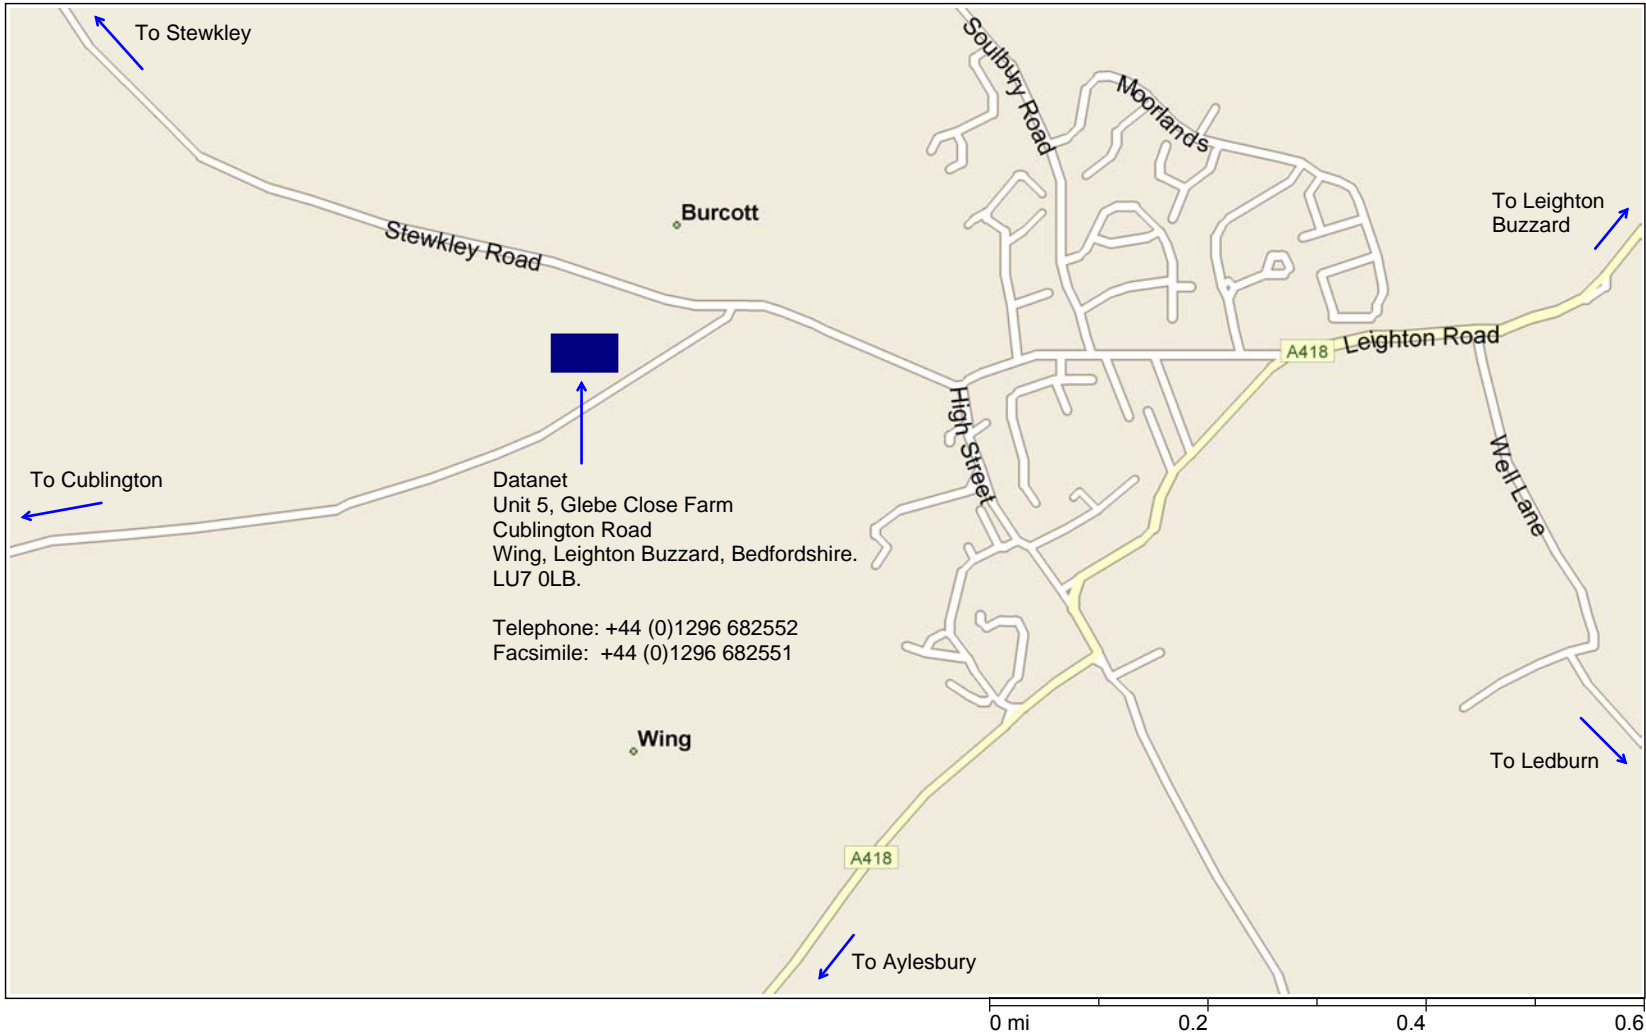 To Stewkley
Soulbury Road
Moorlands
Burcott
To Leighton
Buzzard
Stewkley Road
A418
Leighton Road
High Street
Well Lane
To Cublington
Datanet
Unit 5, Glebe Close Farm
Cublington Road
Wing, Leighton Buzzard, Bedfordshire.
LU7 0LB.
Telephone: +44 (0)1296 682552
Facsimile: +44 (0)1296 682551
Wing
To Ledburn
A418
To Aylesbury
0 mi 0.2 0.4 0.6